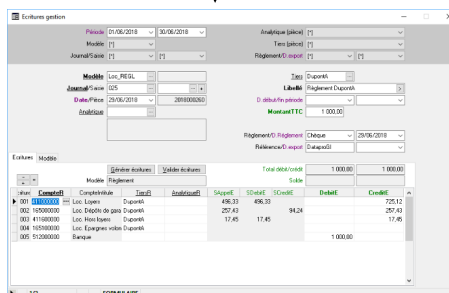 Ecritures gestion
Période 01/06/2018 30/06/2018 Analytique (pièce) [*]
Modèle [*] Tiers (pièce) [*]
Journal/Saisie [*] [*] Règlement/D.export [*] [*]
Modèle Loc_REGL Tiers DupontA
Journal/Saisie 025 Libellé Règlement DupontA
Date/Pièce 29/06/2018 2018008260 D.début/fin période
Analytique MontantTTC 1 000,00
Règlement/D.Règlement Chèque 29/06/2018
Référence/D.export DatapoGI
Ecritures Modèle
Générer écritures Valider écritures Total débit/crédit 1 000,00 1 000,00
Modèle Règlement Solde
CompteR CompteIntitule TiersR AnalytiqueR SAppelE SDebitE SCreditE DebitE CreditE
001 411000000 Loc. Loyers DupontA 496,33 496,33 725,12
002 165000000 Loc. Dépôts de gara DupontA 257,43 94,24 257,43
003 411600000 Loc. Hors loyers DupontA 17,45 17,45 17,45
004 165100000 Loc. Epargnes volon DupontA
005 512000000 Banque 1 000,00
1/2 FORMULAIRE